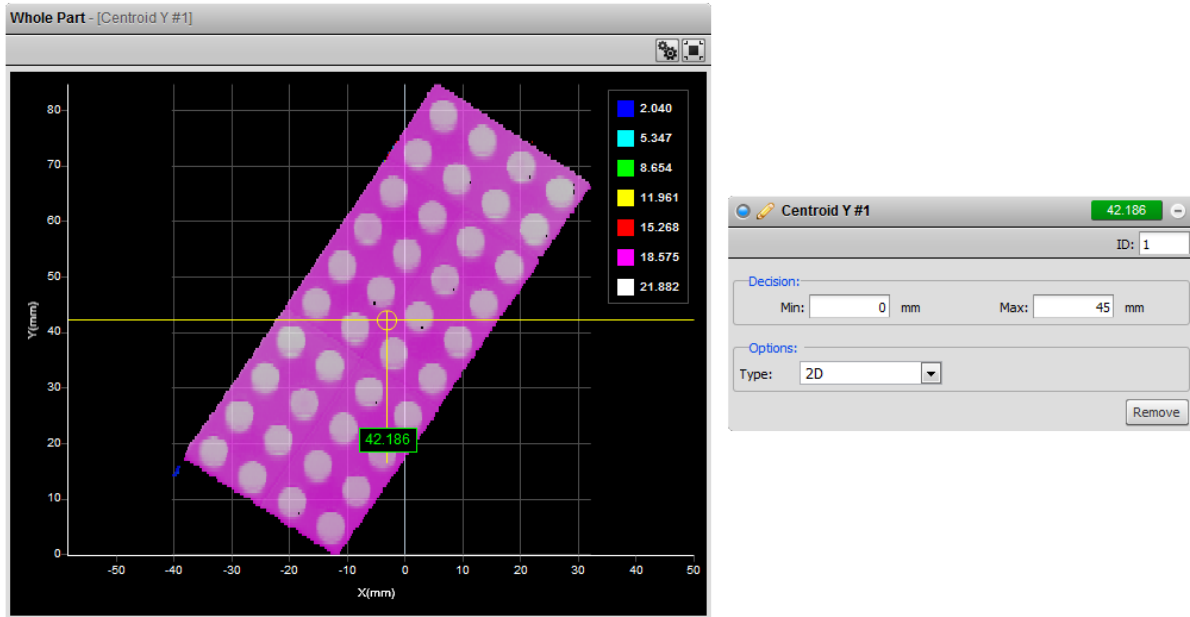 Whole Part - [Centroid Y #1]
80
70
60
50
40
30
20
10
0
Y(mm)
-50 -40 -30 -20 -10 0 10 20 30 40 50
X(mm)
2.040
5.347
8.654
11.961
15.268
18.575
21.882
42.186
Centroid Y #1 42.186
ID: 1
Decision:
Min: 0 mm Max: 45 mm
Options:
Type: 2D
Remove